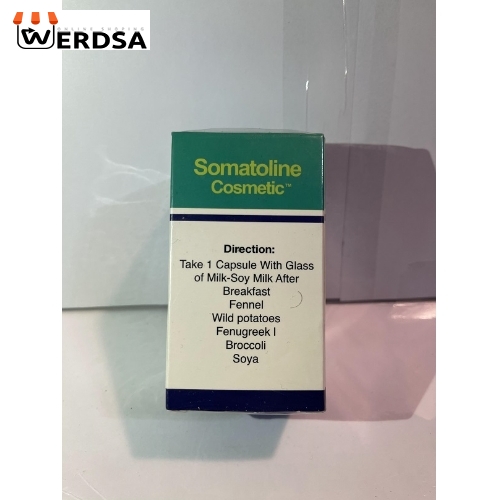 WERDSA
Somatoline
Cosmetic™
Direction:
Take 1 Capsule With Glass
of Milk-Soy Milk After
Breakfast
Fennel
Wild potatoes
Fenugreek l
Broccoli
Soya